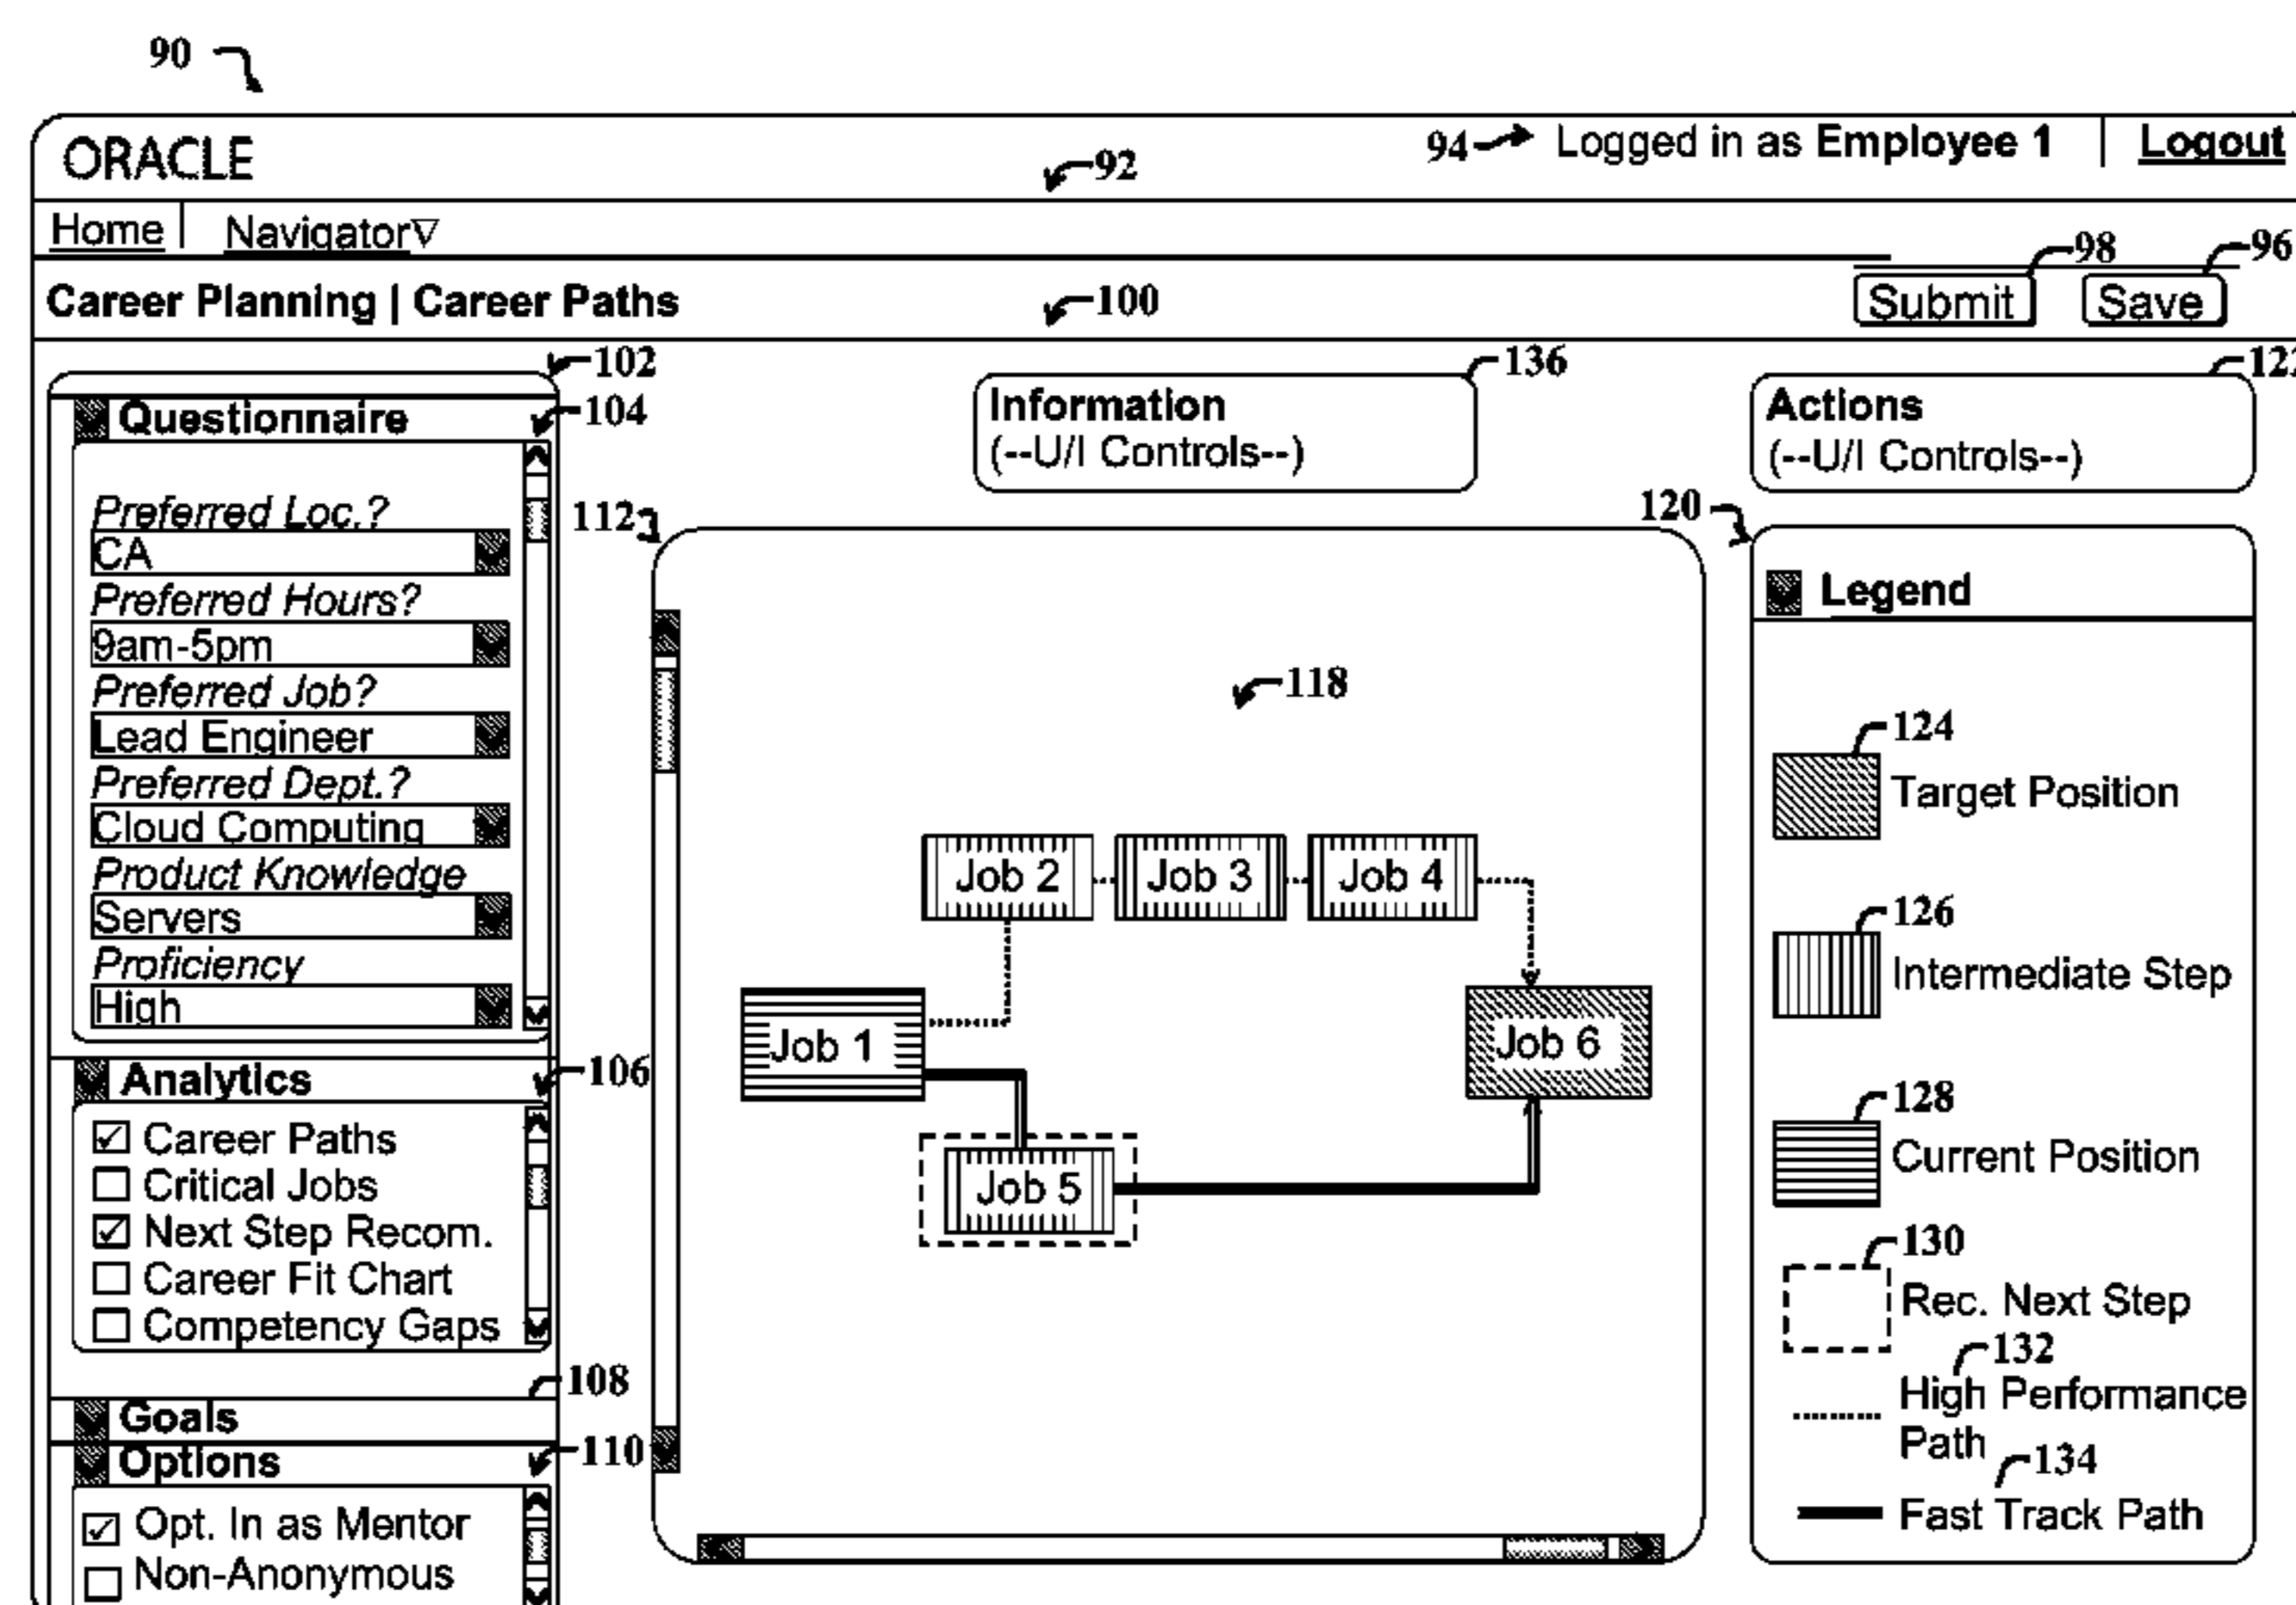 90
ORACLE
92
94 Logged in as Employee 1 | Logout
Home | Navigator
98 96
Career Planning | Career Paths
100
Submit Save
102
Questionnaire
104
Preferred Loc.?
CA
Preferred Hours?
9am-5pm
Preferred Job?
Lead Engineer
Preferred Dept.?
Cloud Computing
Product Knowledge
Servers
Proficiency
High
Analytics
106
Career Paths
Critical Jobs
Next Step Recom.
Career Fit Chart
Competency Gaps
108
Goals
Options
110
Opt. In as Mentor
Non-Anonymous
136
Information
(--U/I Controls--)
112
118
Job 2 Job 3 Job 4
Job 1 Job 6
Job 5
Actions
(--U/I Controls--)
120
Legend
124
Target Position
126
Intermediate Step
128
Current Position
130
Rec. Next Step
132
High Performance
Path
134
Fast Track Path